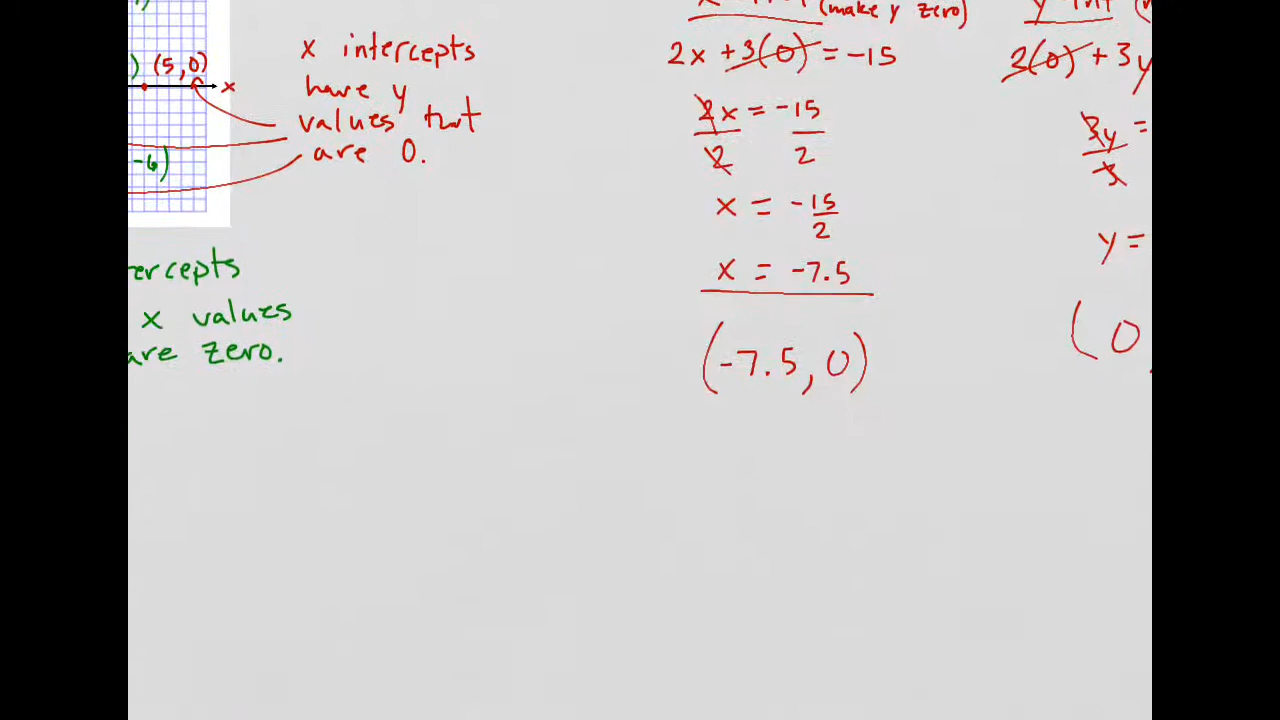 (make y zero)
y int
(5,0)
x
-6)
x intercepts
have y
values that
are 0.
ercepts
x values
are zero.
2x + 3(0) = -15
2x = -15
2 2
x = -15
2
x = -7.5
(-7.5, 0)
2(0) + 3y
3y =
3
y =
(0,